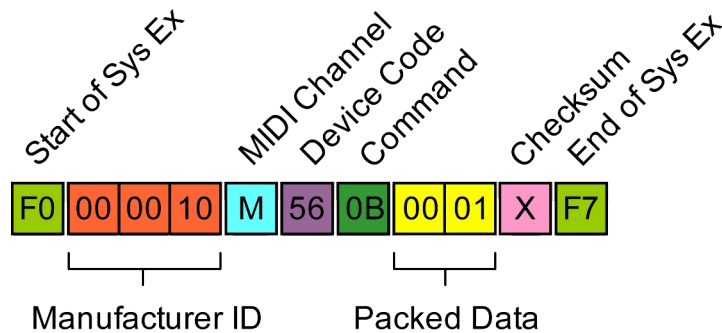 Start of Sys Ex
MIDI Channel
Device Code
Command
Checksum
End of Sys Ex
F0 00 00 10 M 56 0B 00 01 X F7
Manufacturer ID
Packed Data